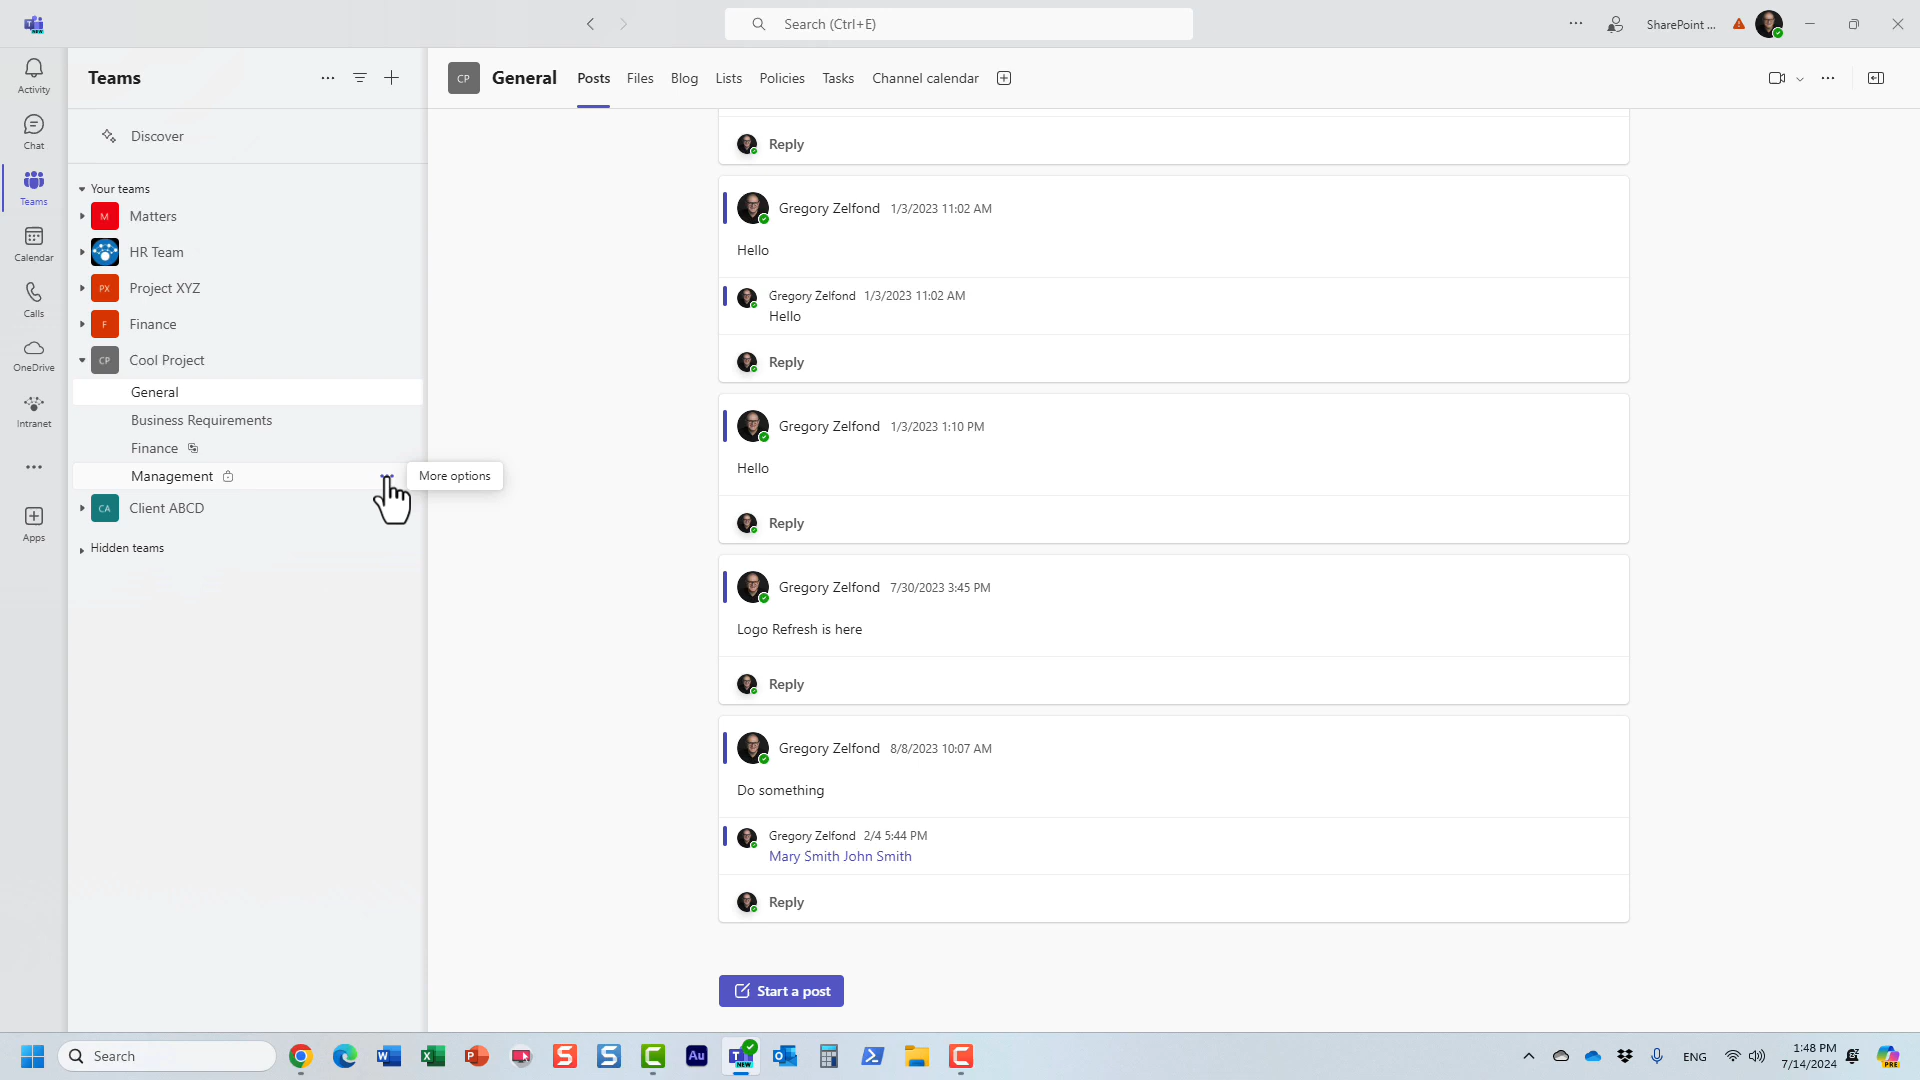 Search (Ctrl+E)
SharePoint ...
Activity
Chat
Teams
Calendar
Calls
OneDrive
Intranet
Apps
Teams
Discover
Your teams
M Matters
HR Team
PX Project XYZ
F Finance
CP Cool Project
General
Business Requirements
Finance
Management
More options
CA Client ABCD
Hidden teams
CP General Posts Files Blog Lists Policies Tasks Channel calendar
Reply
Gregory Zelfond 1/3/2023 11:02 AM
Hello
Gregory Zelfond 1/3/2023 11:02 AM
Hello
Reply
Gregory Zelfond 1/3/2023 1:10 PM
Hello
Reply
Gregory Zelfond 7/30/2023 3:45 PM
Logo Refresh is here
Reply
Gregory Zelfond 8/8/2023 10:07 AM
Do something
Gregory Zelfond 2/4 5:44 PM
Mary Smith John Smith
Reply
Start a post
Search
Au
NEW
ENG
1:48 PM
7/14/2024
PRE